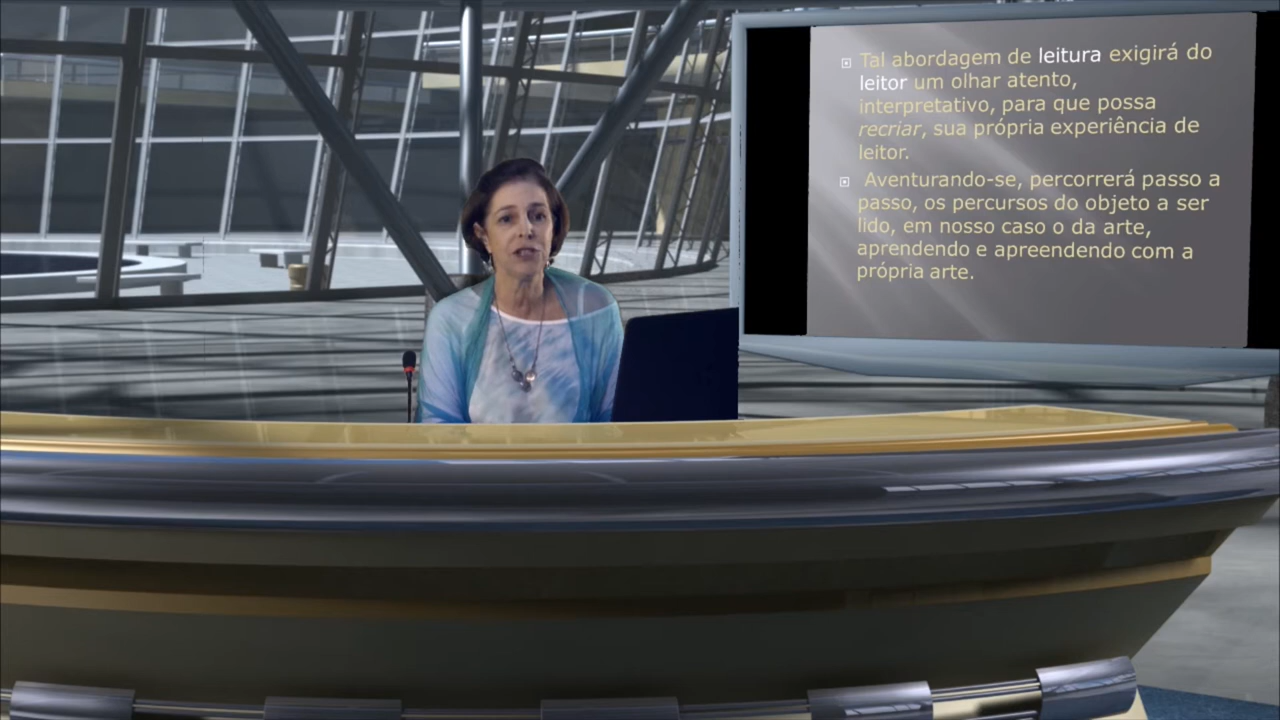 Tal abordagem de leitura exigirá do
leitor um olhar atento,
interpretativo, para que possa
recriar, sua própria experiência de
leitor.
Aventurando-se, percorrerá passo a
passo, os percursos do objeto a ser
lido, em nosso caso o da arte,
aprendendo e apreendendo com a
própria arte.